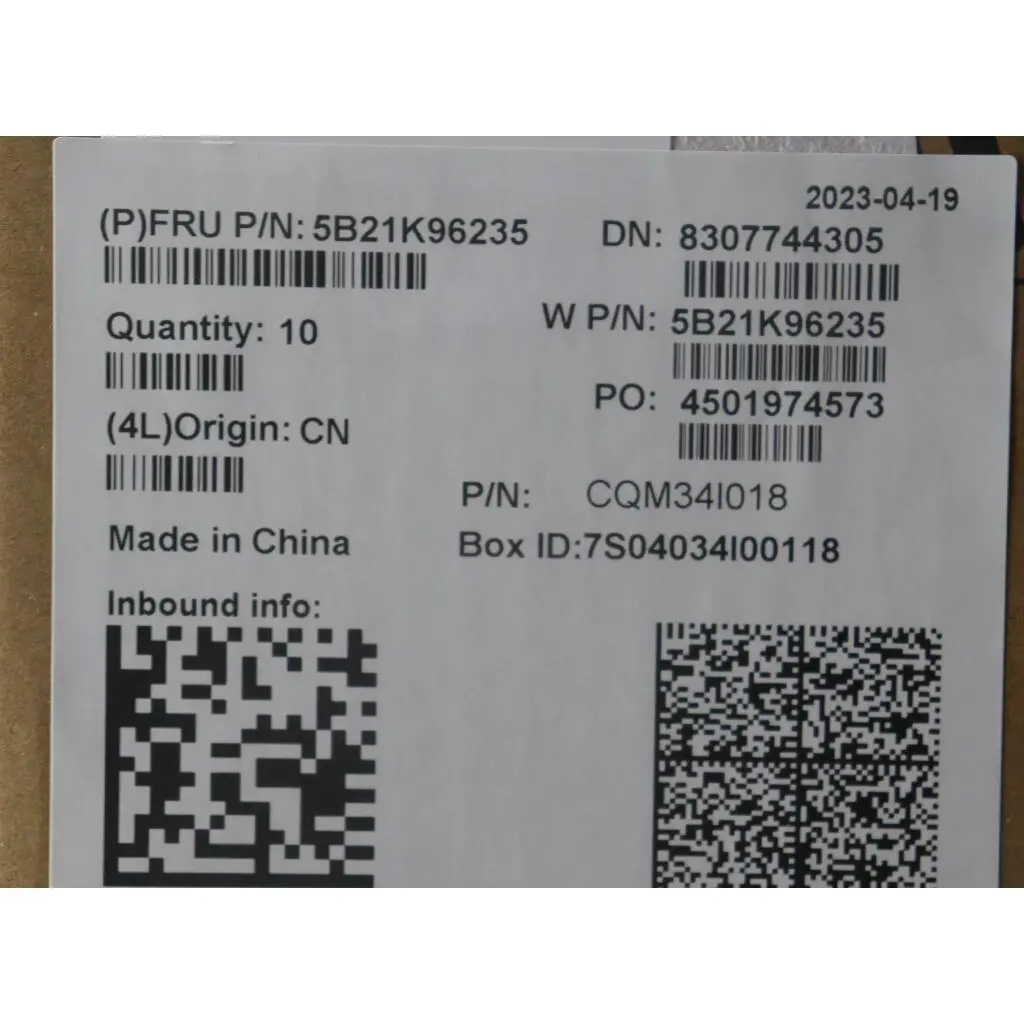 2023-04-19
(P)FRU P/N: 5B21K96235
DN: 8307744305
Quantity: 10
W P/N: 5B21K96235
PO: 4501974573
(4L)Origin: CN
P/N: CQM34I018
Made in China
Box ID:7S04034I00118
Inbound info: